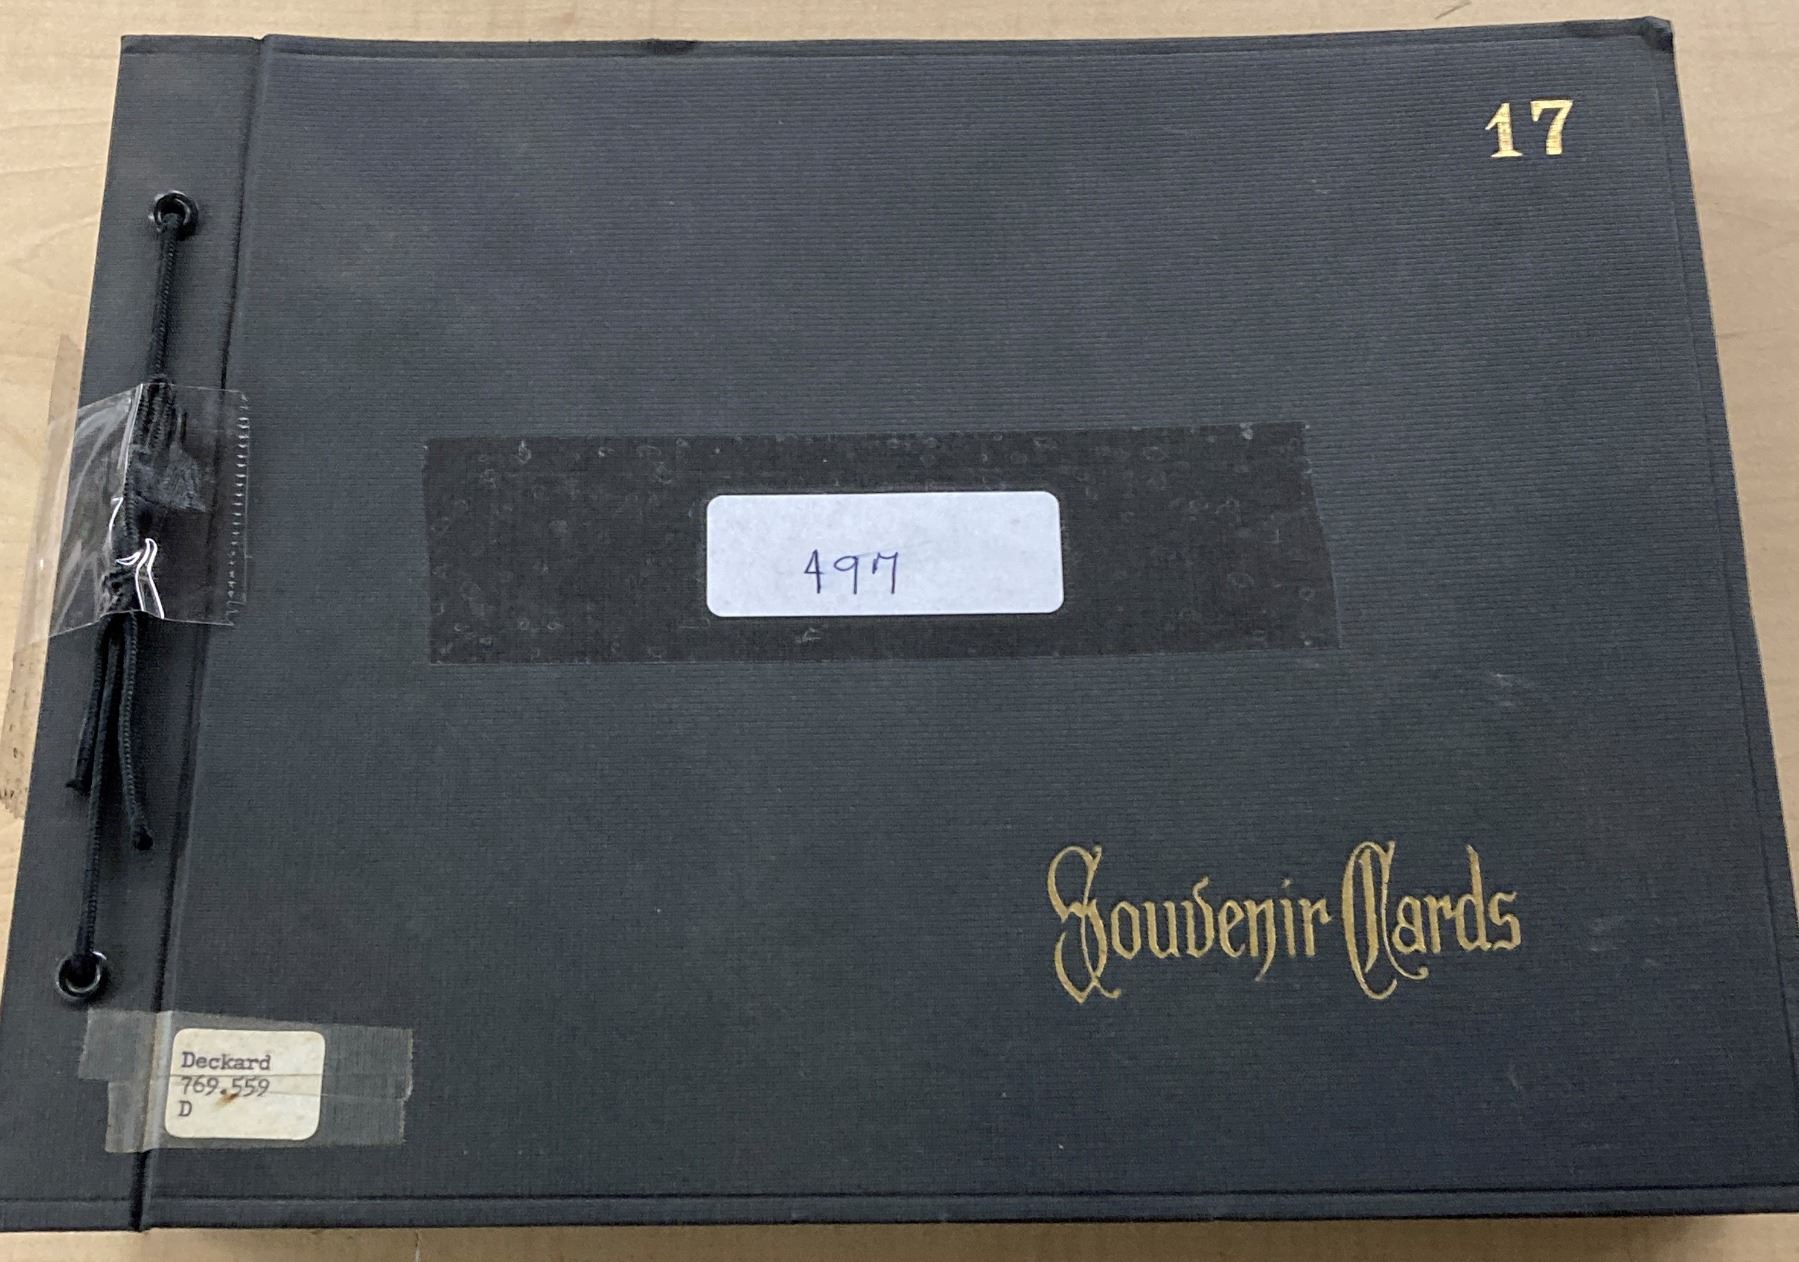 17
497
Souvenir Cards
Deckard
769.559
D